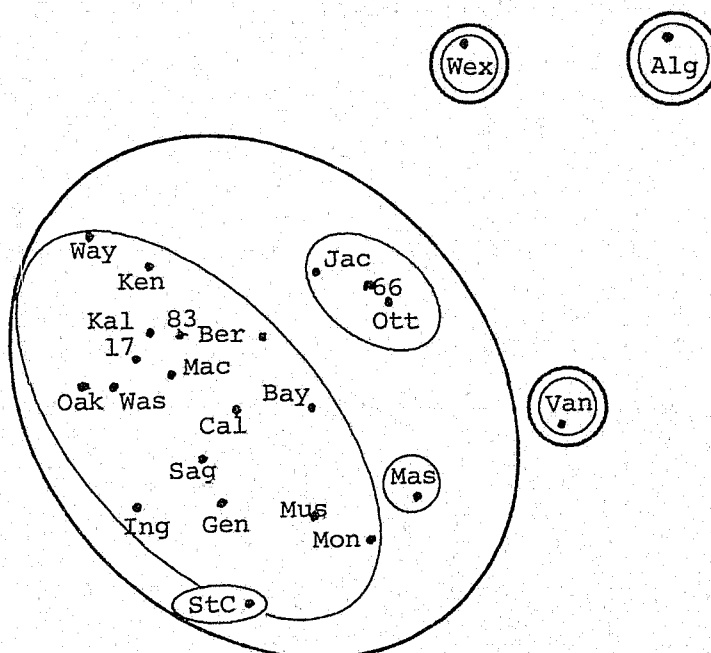 Wex
Alg
Way
Ken
Jac
66
Ott
Kal
83
Ber
17
Mac
Oak
Was
Bay
Van
Cal
Sag
Mas
Ing
Gen
Mus
Mon
StC